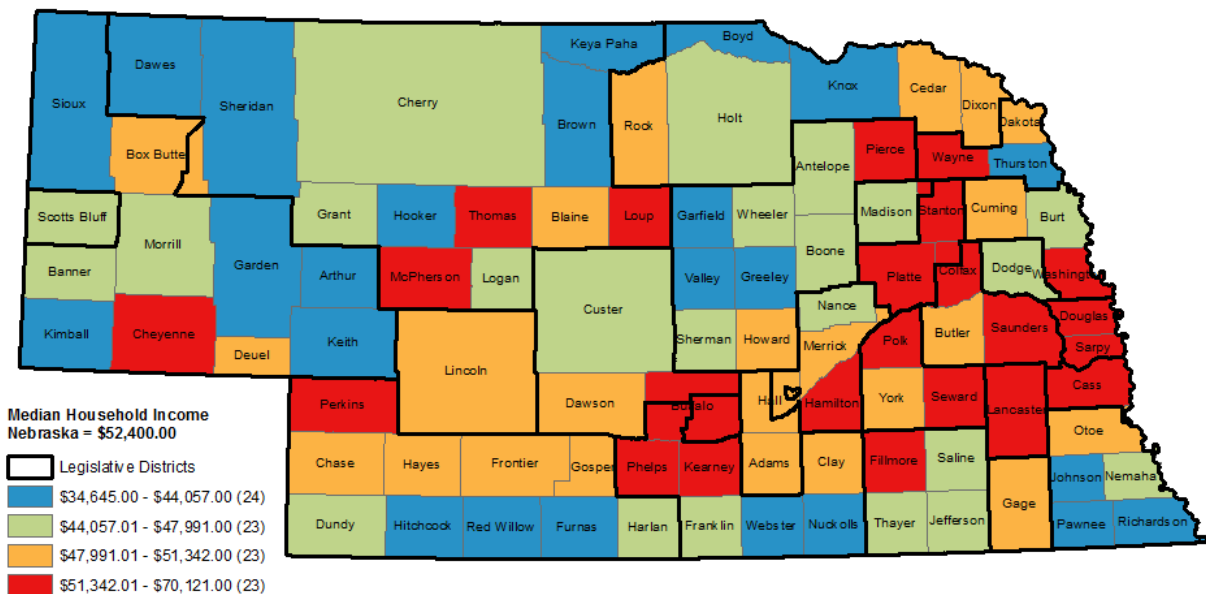 Keya Paha
Boyd
Dawes
Sioux
Sheridan
Cherry
Brown
Rock
Holt
Knox
Cedar
Dixon
Dakota
Box Butte
Antelope
Pierce
Wayne
Thurston
Scotts Bluff
Morrill
Grant
Hooker
Thomas
Blaine
Loup
Garfield
Wheeler
Madison
Stanton
Cuming
Burt
Banner
Garden
Arthur
McPherson
Logan
Custer
Valley
Greeley
Boone
Platte
Colfax
Dodge
Washington
Kimball
Cheyenne
Deuel
Keith
Lincoln
Sherman
Howard
Nance
Merrick
Polk
Butler
Saunders
Douglas
Sarpy
Perkins
Dawson
Buffalo
Hall
Hamilton
York
Seward
Lancaster
Cass
Otoe
Chase
Hayes
Frontier
Gosper
Phelps
Kearney
Adams
Clay
Fillmore
Saline
Gage
Johnson
Nemaha
Dundy
Hitchcock
Red Willow
Furnas
Harlan
Franklin
Webster
Nuckolls
Thayer
Jefferson
Pawnee
Richardson
Median Household Income
Nebraska = $52,400.00
Legislative Districts
$34,645.00 - $44,057.00 (24)
$44,057.01 - $47,991.00 (23)
$47,991.01 - $51,342.00 (23)
$51,342.01 - $70,121.00 (23)